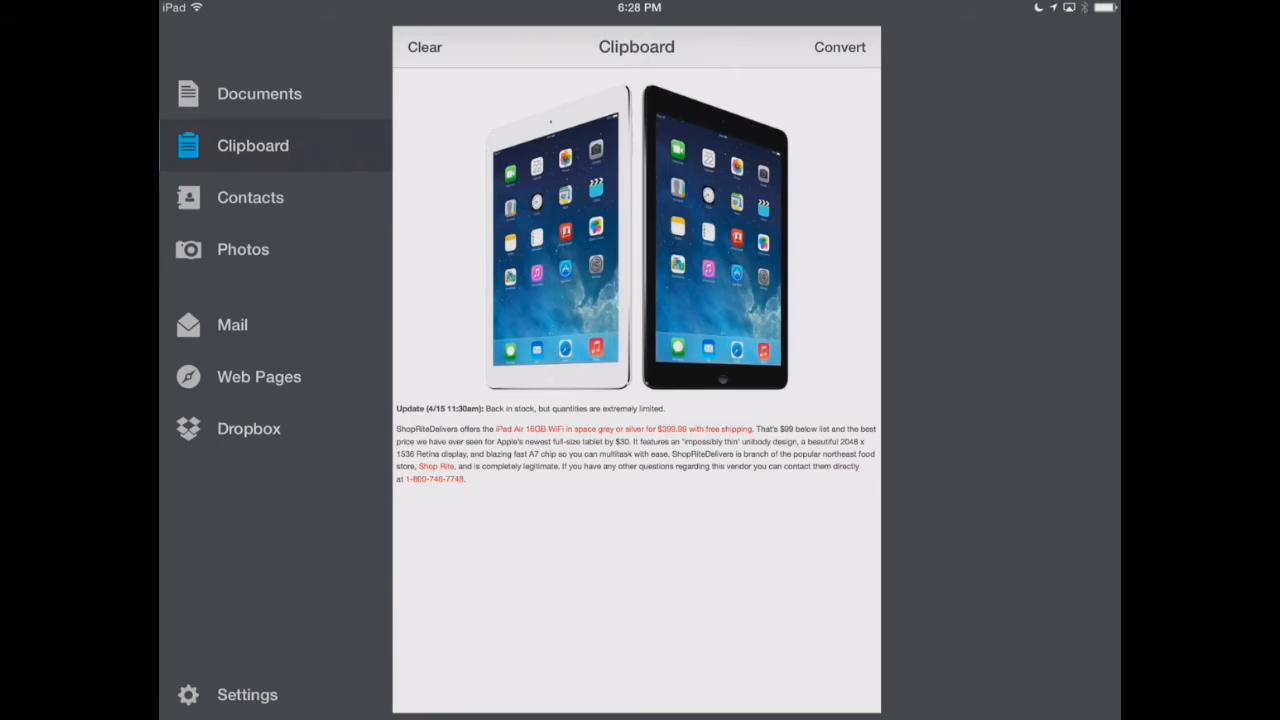 iPad 6:28 PM
Clear Clipboard Convert
Documents
Clipboard
Contacts
Photos
Mail
Web Pages
Dropbox
Settings
Update (4/15 11:30am): Back in stock, but quantities are extremely limited.
ShopRiteDelivers offers the iPad Air 16GB WiFi in space grey or silver for $399.99 with free shipping. That's $99 below list and the best
price we have ever seen for Apple's newest full-size tablet by $30. It features an 'impossibly thin' unibody design, a beautiful 2048 x
1536 Retina display, and blazing fast A7 chip so you can multitask with ease. ShopRiteDelivers is branch of the popular northeast food
store, Shop Rite, and is completely legitimate. If you have any other questions regarding this vendor you can contact them directly
at 1-800-746-7748.